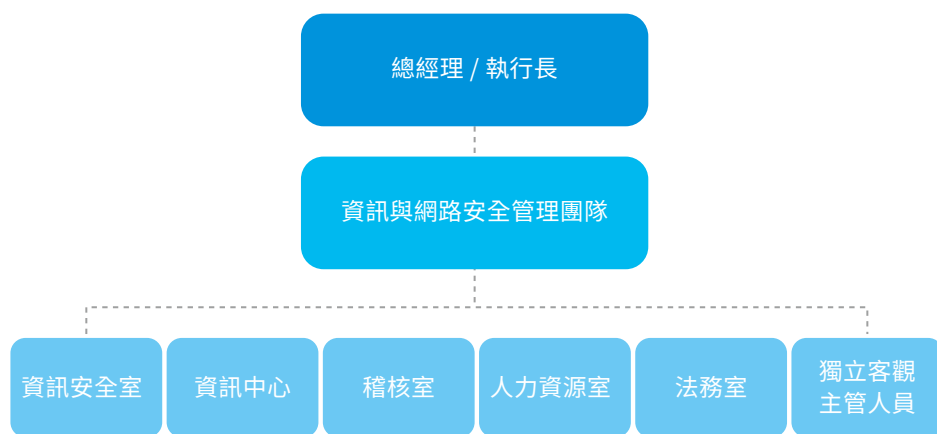 總經理 / 執行長
資訊與網路安全管理團隊
資訊安全室
資訊中心
稽核室
人力資源室
法務室
獨立客觀
主管人員